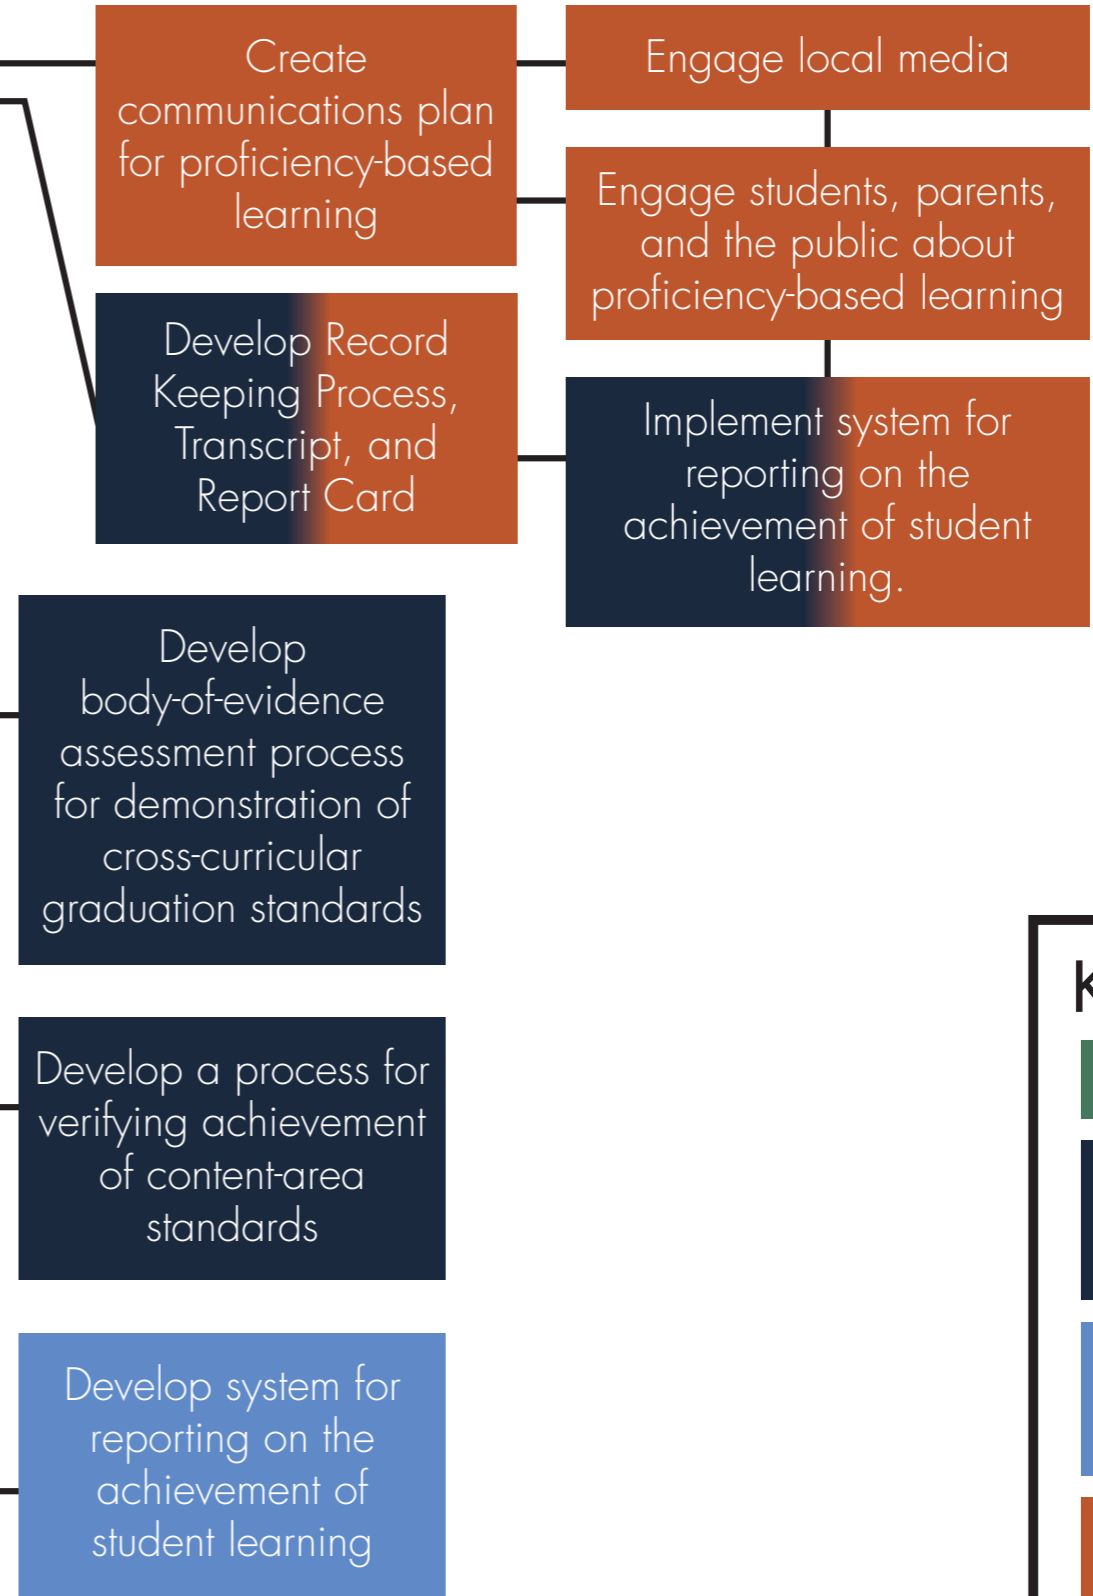 Create
communications plan
for proficiency-based
learning
Engage local media
Engage students, parents,
and the public about
proficiency-based learning
Develop Record
Keeping Process,
Transcript, and
Report Card
Implement system for
reporting on the
achievement of student
learning.
Develop
body-of-evidence
assessment process
for demonstration of
cross-curricular
graduation standards
Develop a process for
verifying achievement
of content-area
standards
Develop system for
reporting on the
achievement of
student learning